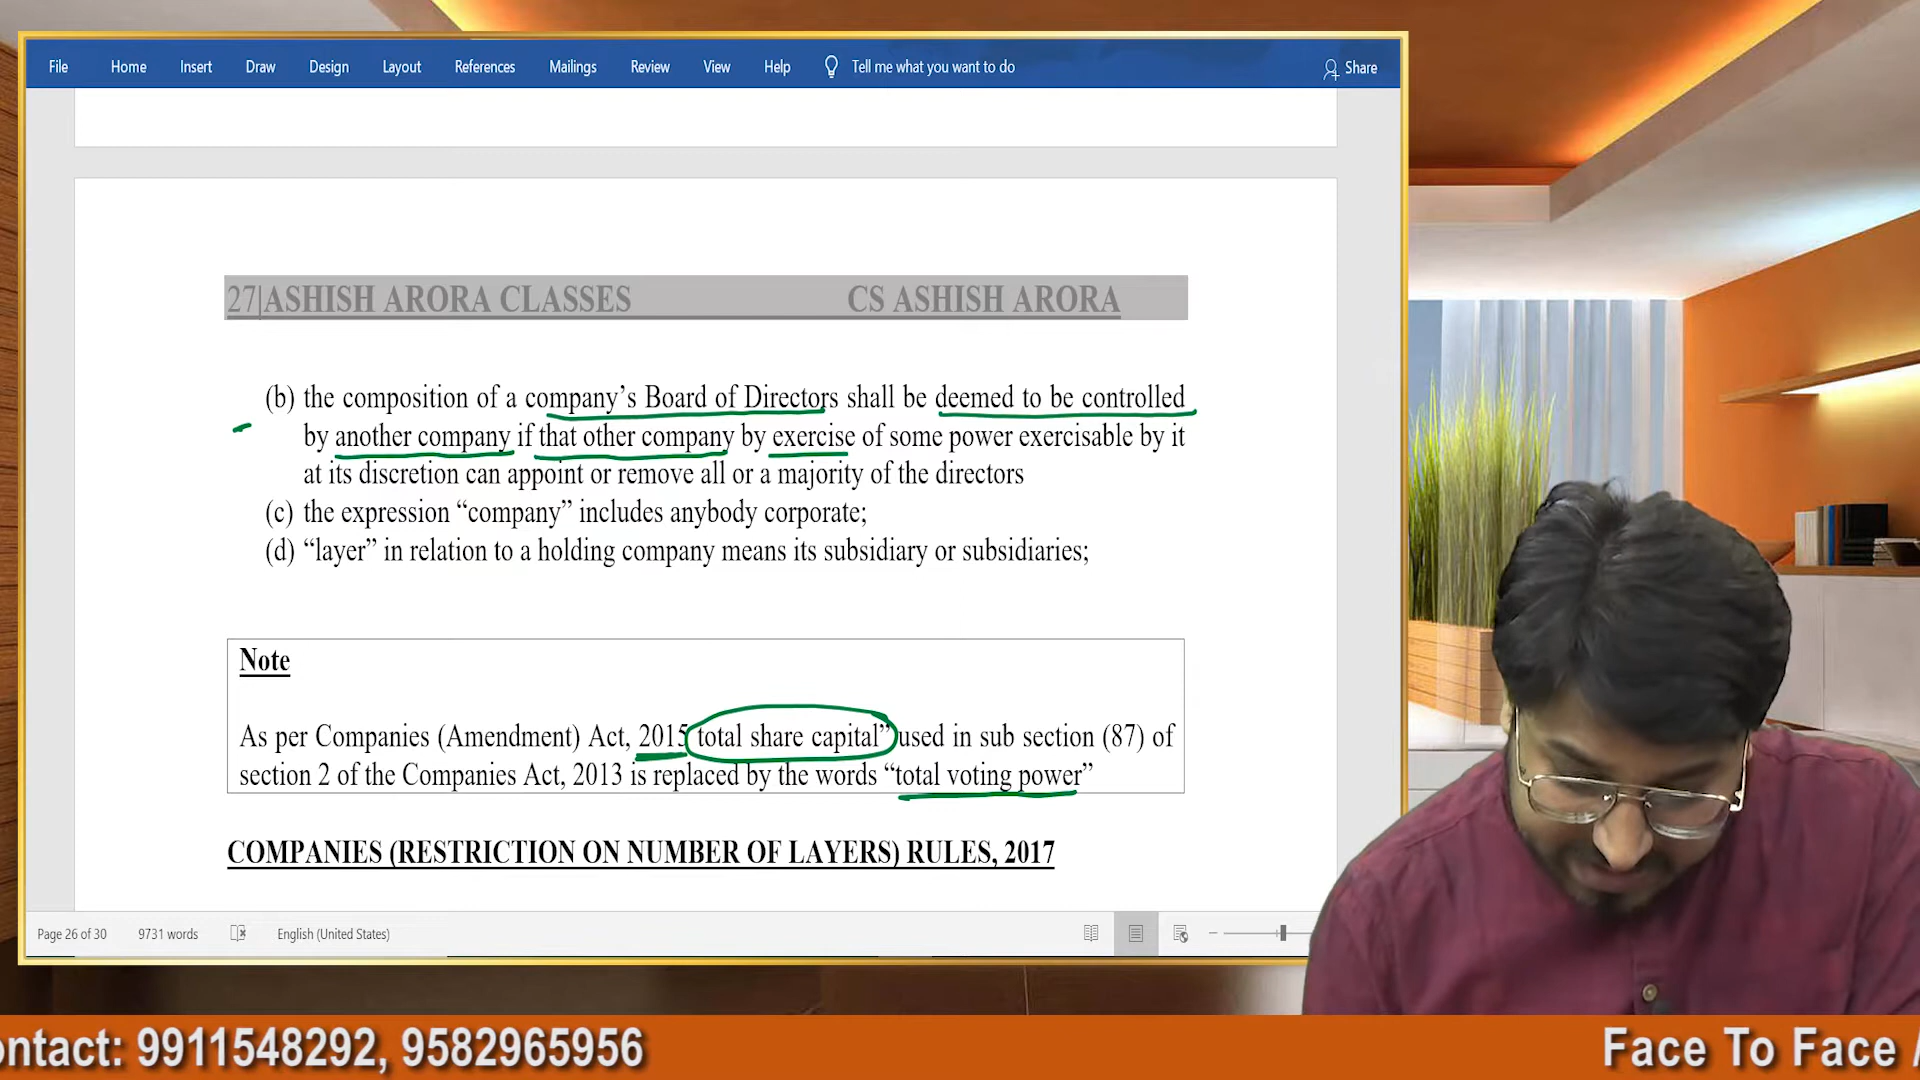 File Home Insert Draw Design Layout References Mailings Review View Help Tell me what you want to do Share
27|ASHISH ARORA CLASSES CS ASHISH ARORA
(b) the composition of a company’s Board of Directors shall be deemed to be controlled
by another company if that other company by exercise of some power exercisable by it
at its discretion can appoint or remove all or a majority of the directors
(c) the expression “company” includes anybody corporate;
(d) “layer” in relation to a holding company means its subsidiary or subsidiaries;
Note
As per Companies (Amendment) Act, 2015 total share capital” used in sub section (87) of
section 2 of the Companies Act, 2013 is replaced by the words “total voting power”
COMPANIES (RESTRICTION ON NUMBER OF LAYERS) RULES, 2017
Page 26 of 30 9731 words English (United States)
ontact: 9911548292, 9582965956 Face To Face